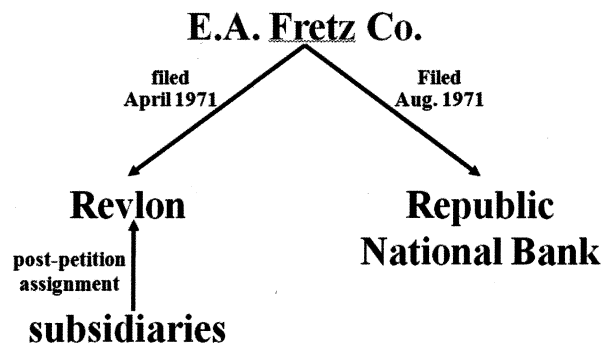 E.A. Fretz Co.
filed
April 1971
Filed
Aug. 1971
Revlon
Republic
National Bank
post-petition
assignment
subsidiaries